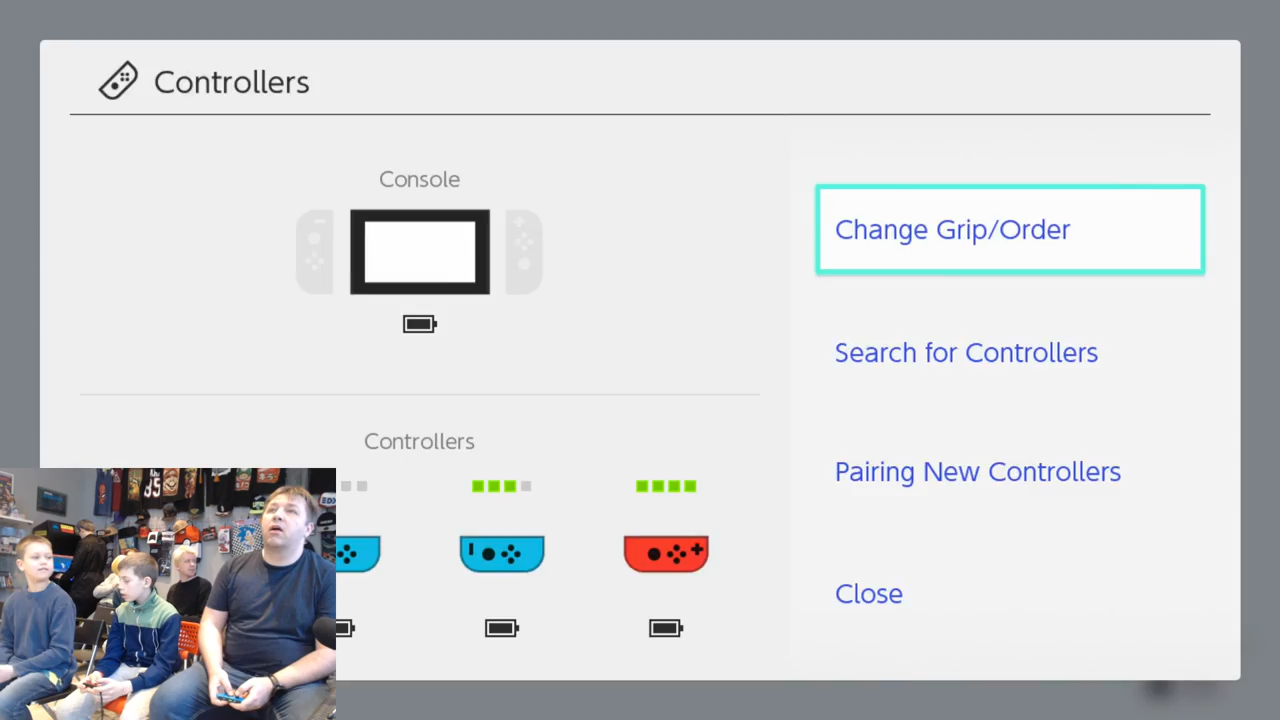 Controllers
Console
Change Grip/Order
Search for Controllers
Pairing New Controllers
Close
Controllers